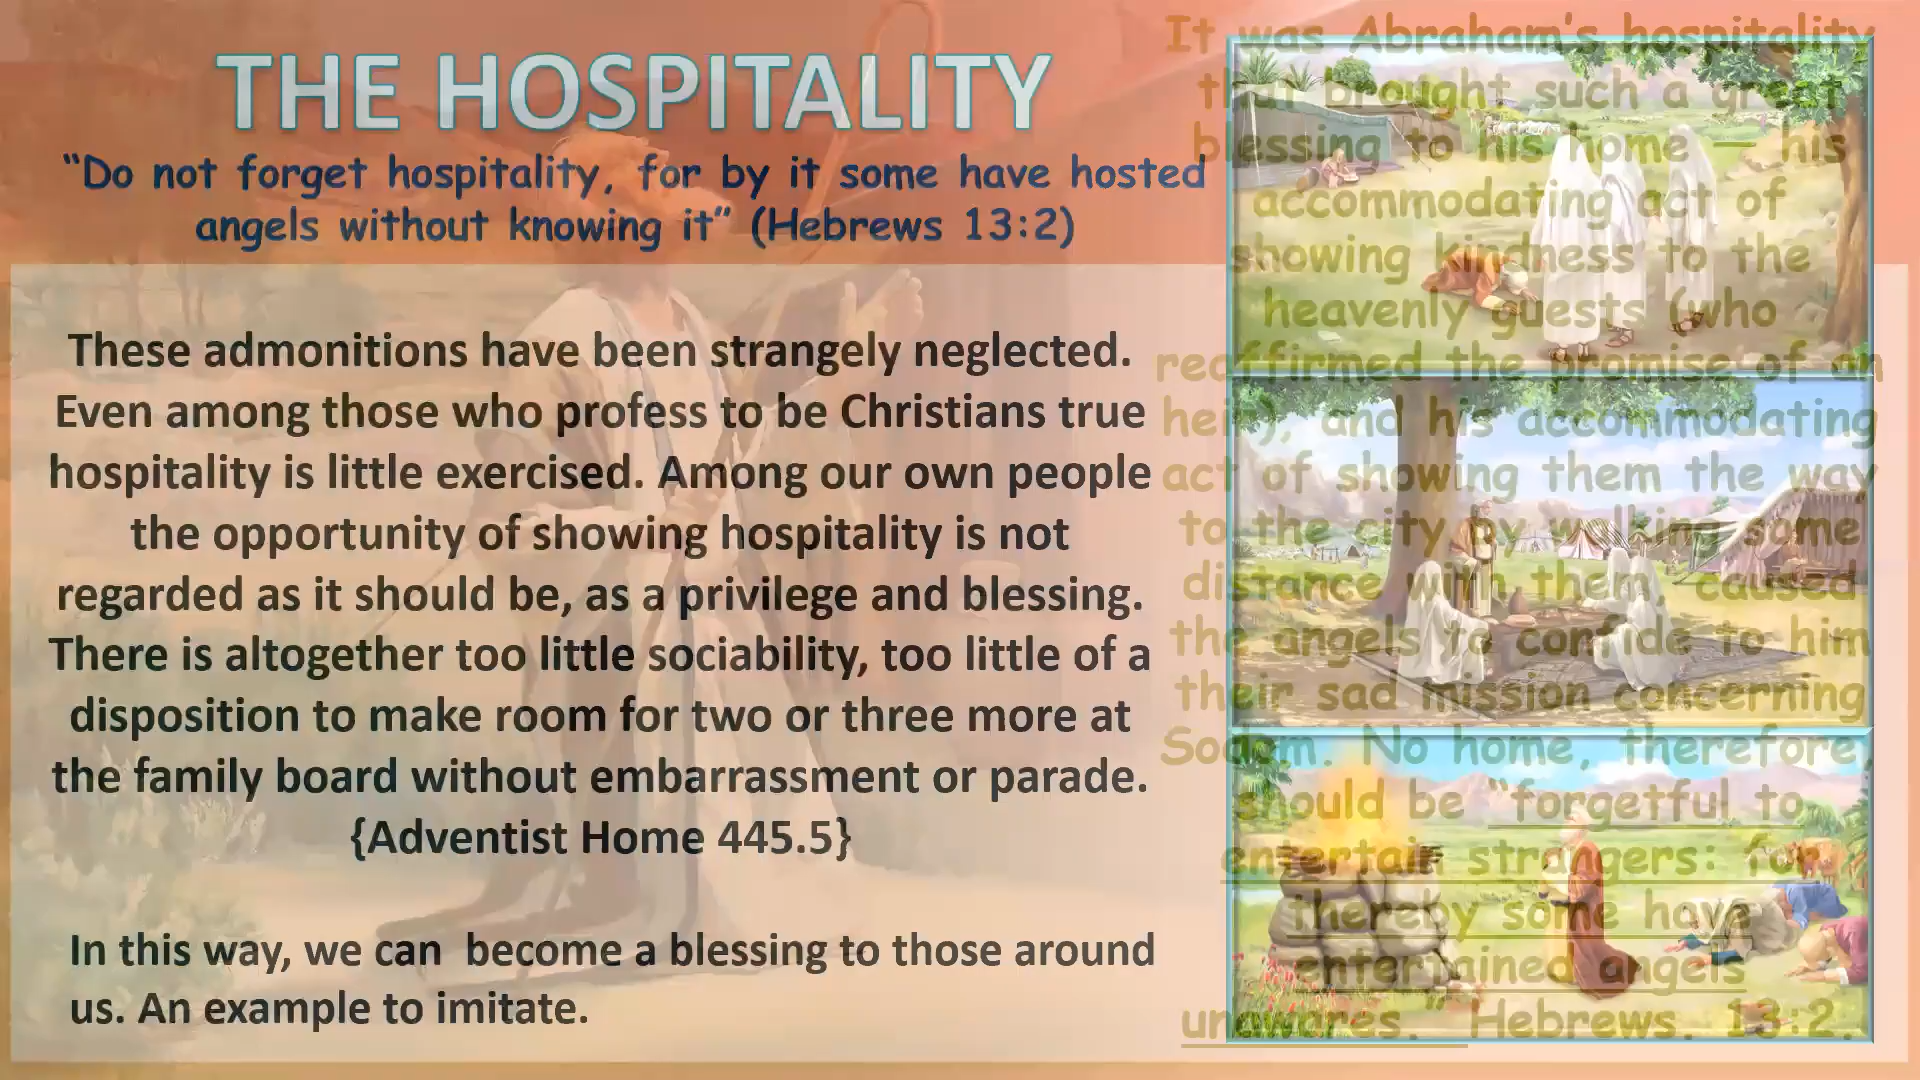 THE HOSPITALITY
“Do not forget hospitality, for by it some have hosted
angels without knowing it” (Hebrews 13:2)
These admonitions have been strangely neglected.
Even among those who profess to be Christians true
hospitality is little exercised. Among our own people
the opportunity of showing hospitality is not
regarded as it should be, as a privilege and blessing.
There is altogether too little sociability, too little of a
disposition to make room for two or three more at
the family board without embarrassment or parade.
{Adventist Home 445.5}
In this way, we can become a blessing to those around
us. An example to imitate.
It was Abraham's hospitality
that brought such a great
blessing to his home — his
accommodating act of
showing kindness to the
heavenly guests (who
reaffirmed the promise of an
heir), and his accommodating
act of showing them the way
to the city by walking some
distance with them, caused
the angels to confide to him
their sad mission concerning
Sodom. No home, therefore,
should be “forgetful to
entertain strangers: for
thereby some have
entertained angels
unawares.” Hebrews. 13:2.